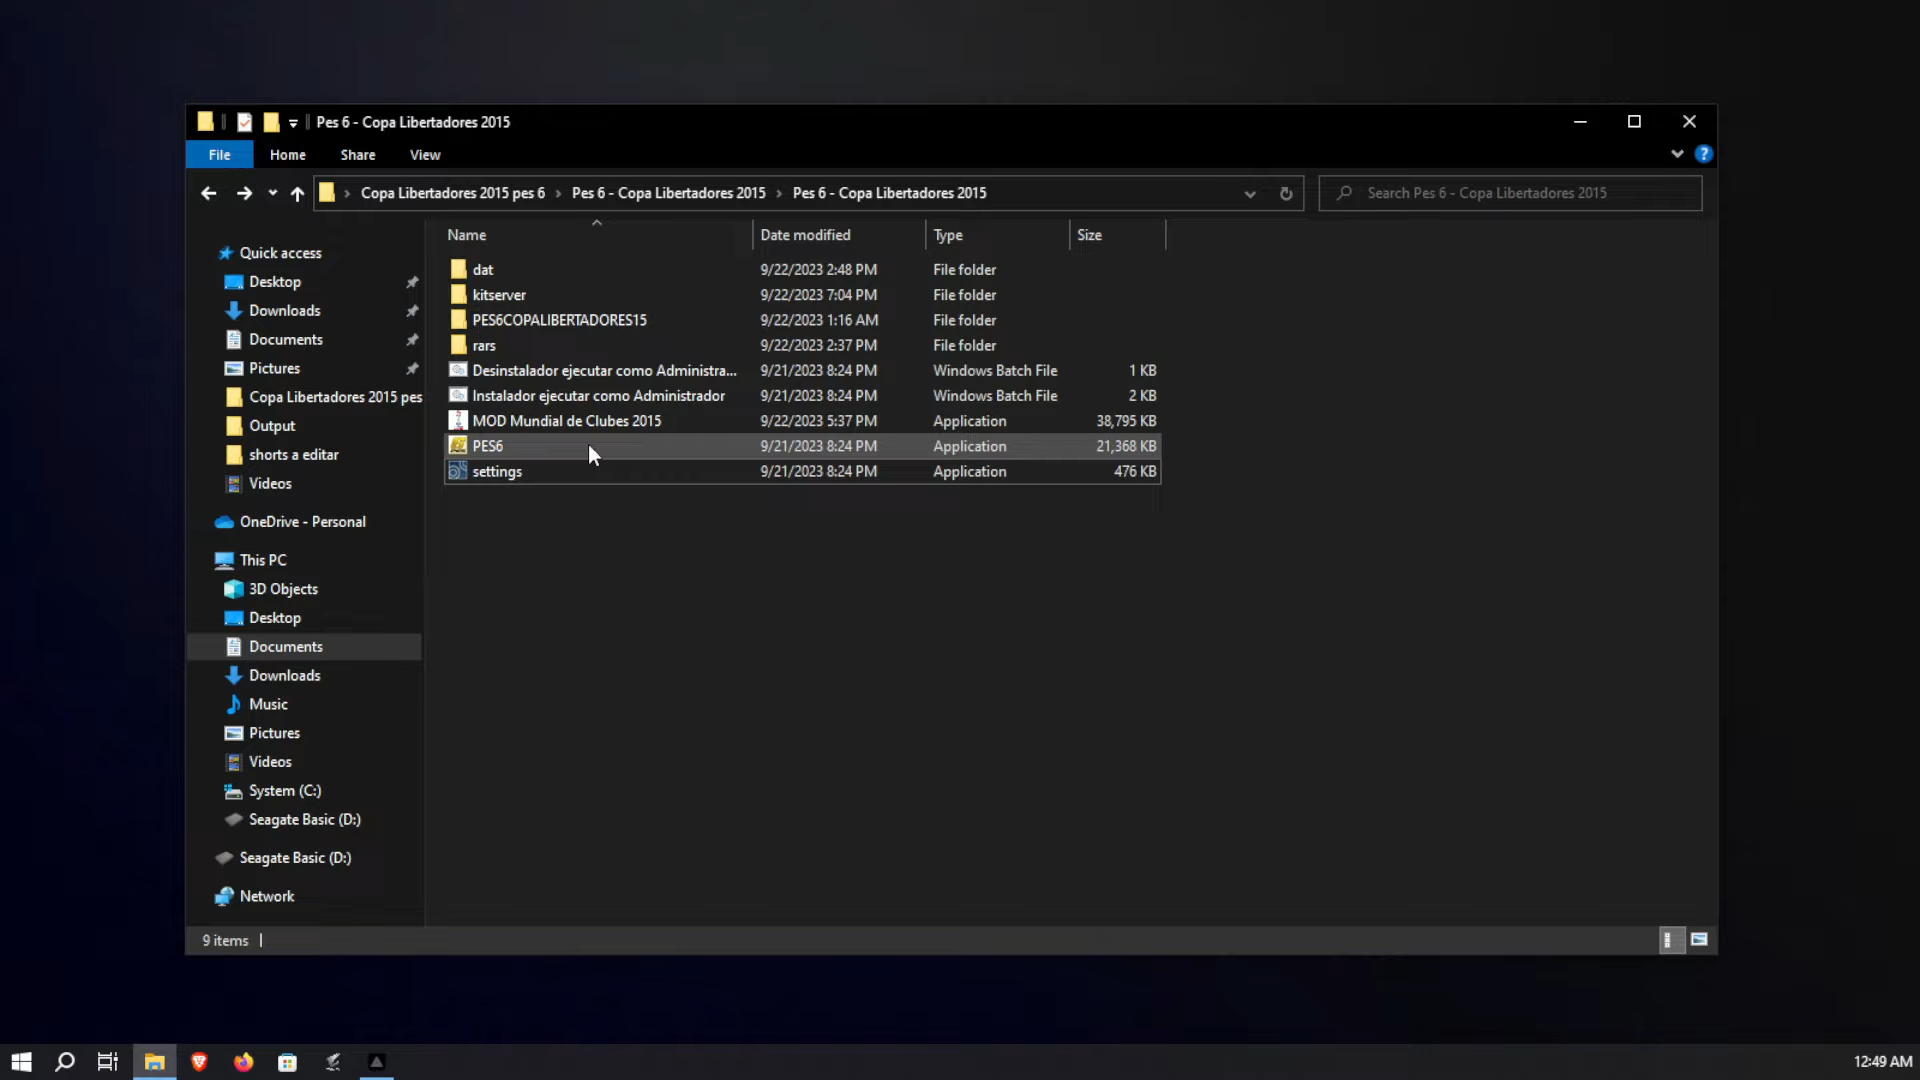 Pes 6 - Copa Libertadores 2015
File Home Share View
Copa Libertadores 2015 pes 6 Pes 6 - Copa Libertadores 2015 Pes 6 - Copa Libertadores 2015 Search Pes 6 - Copa Libertadores 2015
Name Date modified Type Size
dat 9/22/2023 2:48 PM File folder
kitserver 9/22/2023 7:04 PM File folder
PES6COPALIBERTADORES15 9/22/2023 1:16 AM File folder
rars 9/22/2023 2:37 PM File folder
Desinstalador ejecutar como Administra... 9/21/2023 8:24 PM Windows Batch File 1 KB
Instalador ejecutar como Administrador 9/21/2023 8:24 PM Windows Batch File 2 KB
MOD Mundial de Clubes 2015 9/22/2023 5:37 PM Application 38,795 KB
PES6 9/21/2023 8:24 PM Application 21,368 KB
settings 9/21/2023 8:24 PM Application 476 KB
Quick access
Desktop
Downloads
Documents
Pictures
Copa Libertadores 2015 pes
Output
shorts a editar
Videos
OneDrive - Personal
This PC
3D Objects
Desktop
Documents
Downloads
Music
Pictures
Videos
System (C:)
Seagate Basic (D:)
Seagate Basic (D:)
Network
9 items
12:49 AM